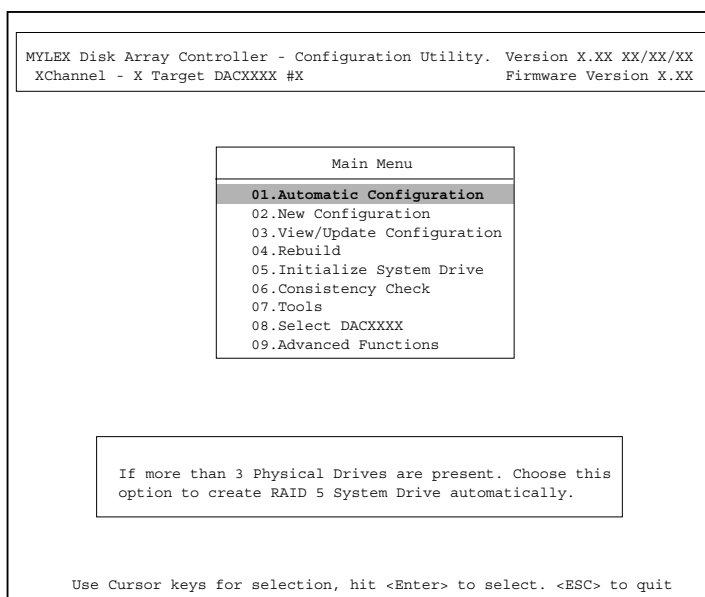 MYLEX Disk Array Controller - Configuration Utility. Version X.XX XX/XX/XX
XChannel - X Target DACXXXX #X Firmware Version X.XX
Main Menu
01.Automatic Configuration
02.New Configuration
03.View/Update Configuration
04.Rebuild
05.Initialize System Drive
06.Consistency Check
07.Tools
08.Select DACXXXX
09.Advanced Functions
If more than 3 Physical Drives are present. Choose this
option to create RAID 5 System Drive automatically.
Use Cursor keys for selection, hit <Enter> to select. <ESC> to quit